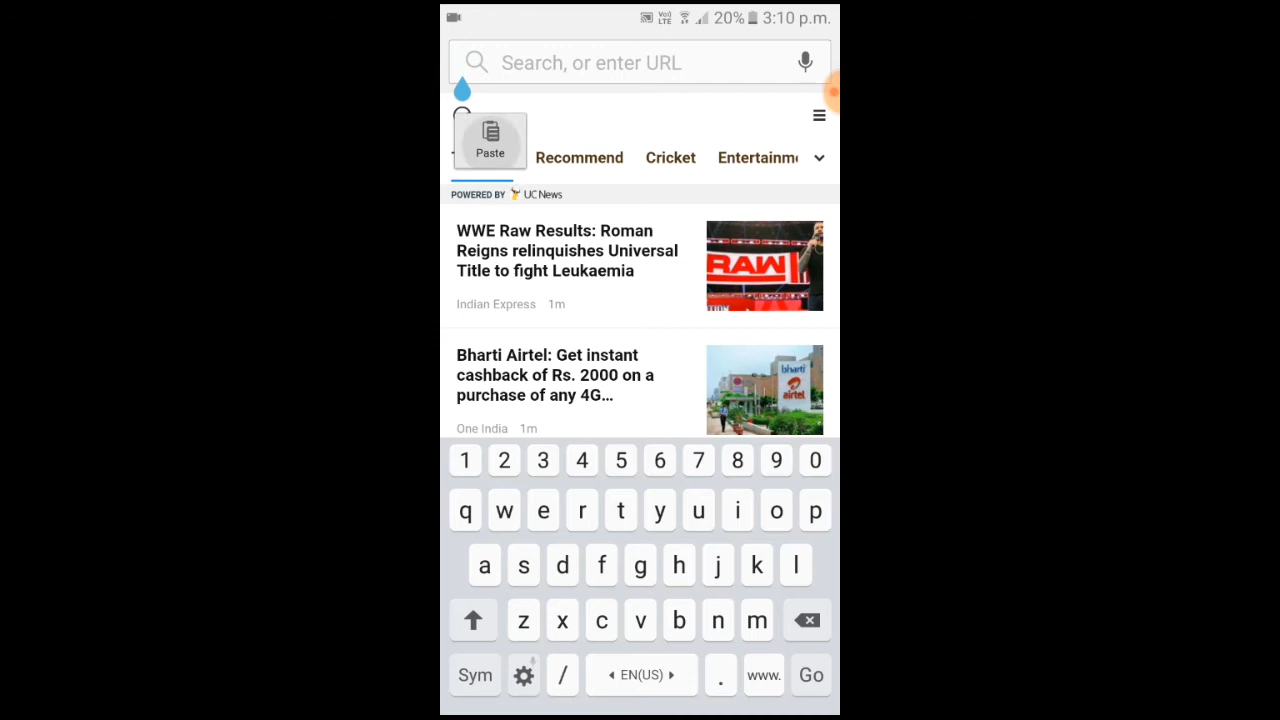 VoLTE 20% 3:10 p.m.
Search, or enter URL
Paste
Recommend Cricket Entertainm
POWERED BY UC News
WWE Raw Results: Roman
Reigns relinquishes Universal
Title to fight Leukaemia
Indian Express 1m
RAW
Bharti Airtel: Get instant
cashback of Rs. 2000 on a
purchase of any 4G...
One India 1m
bharti
airtel
1 2 3 4 5 6 7 8 9 0
q w e r t y u i o p
a s d f g h j k l
z x c v b n m
Sym / EN(US) . www. Go